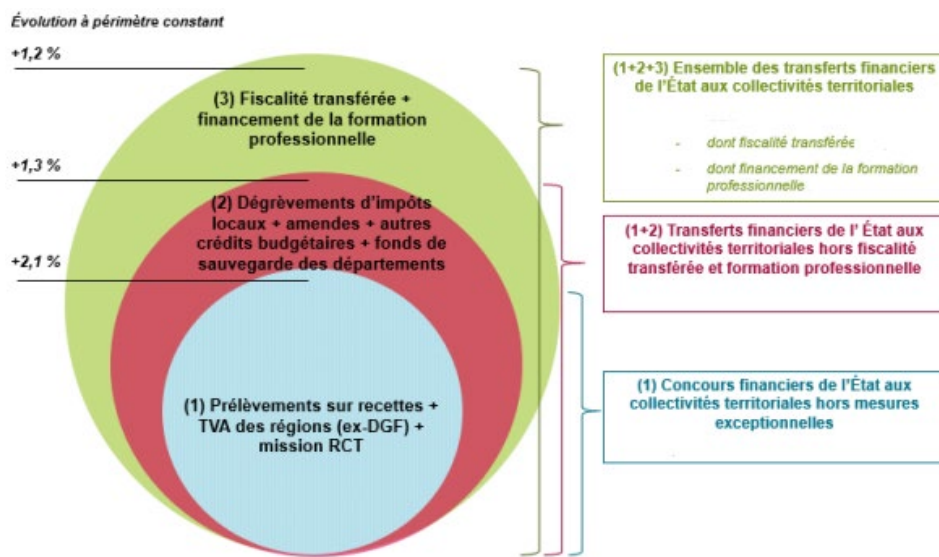 Évolution à périmètre constant
+1,2 %
+1,3 %
+2,1 %
(3) Fiscalité transférée +
financement de la formation
professionnelle
(2) Dégrèvements d'impôts
locaux + amendes + autres
crédits budgétaires + fonds de
sauvegarde des départements
(1) Prélèvements sur recettes +
TVA des régions (ex-DGF) +
mission RCT
(1+2+3) Ensemble des transferts financiers
de l'État aux collectivités territoriales
- dont fiscalité transférée
- dont financement de la formation
professionnelle
(1+2) Transferts financiers de l' État aux
collectivités territoriales hors fiscalité
transférée et formation professionnelle
(1) Concours financiers de l'État aux
collectivités territoriales hors mesures
exceptionnelles